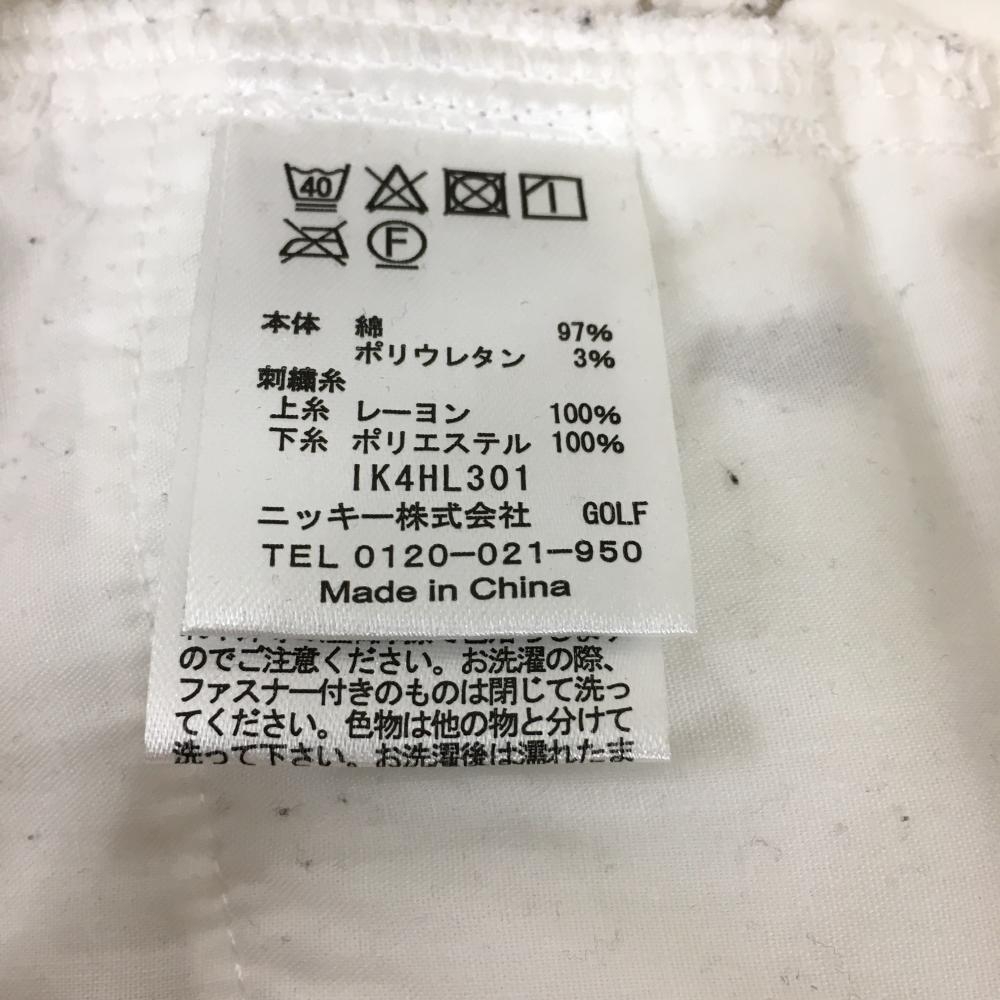 40
F
本体 綿 97%
ポリウレタン 3%
刺繍糸
上糸 レーヨン 100%
下糸 ポリエステル 100%
IK4HL301
ニッキー株式会社 GOLF
TEL 0120-021-950
Made in China
のでご注意ください。お洗濯の際、
ファスナー付きのものは閉じて洗っ
てください。色物は他の物と分けて
洗って下さい。お洗濯後は濡れたま